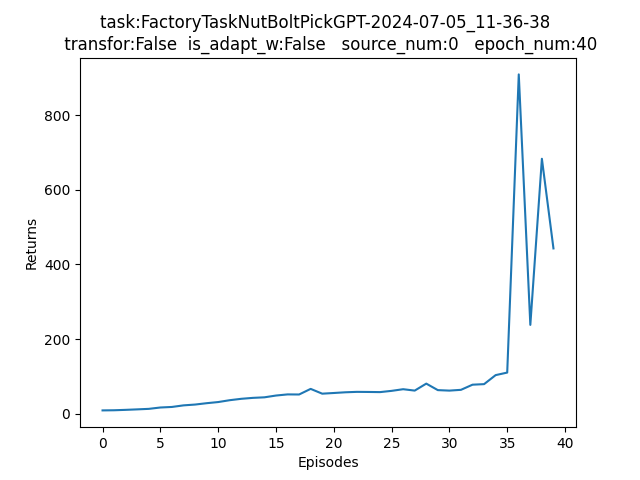 task:FactoryTaskNutBoltPickGPT-2024-07-05_11-36-38
transfor:False is_adapt_w:False source_num:0 epoch_num:40
800
600
400
200
0
Returns
0 5 10 15 20 25 30 35 40
Episodes